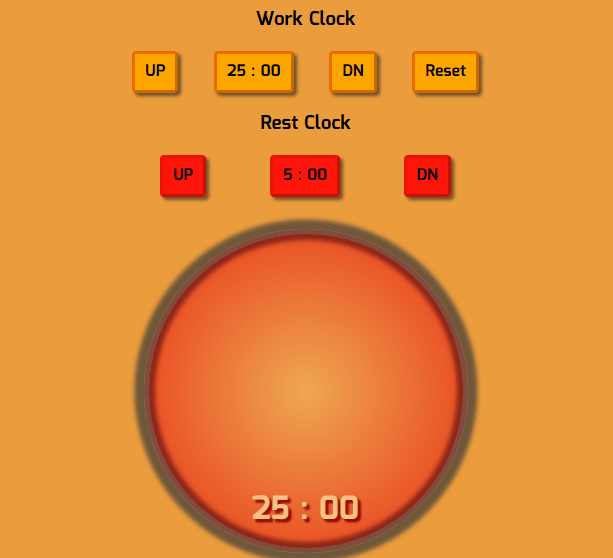 Work Clock
UP 25 : 00 DN Reset
Rest Clock
UP 5 : 00 DN
25 : 00